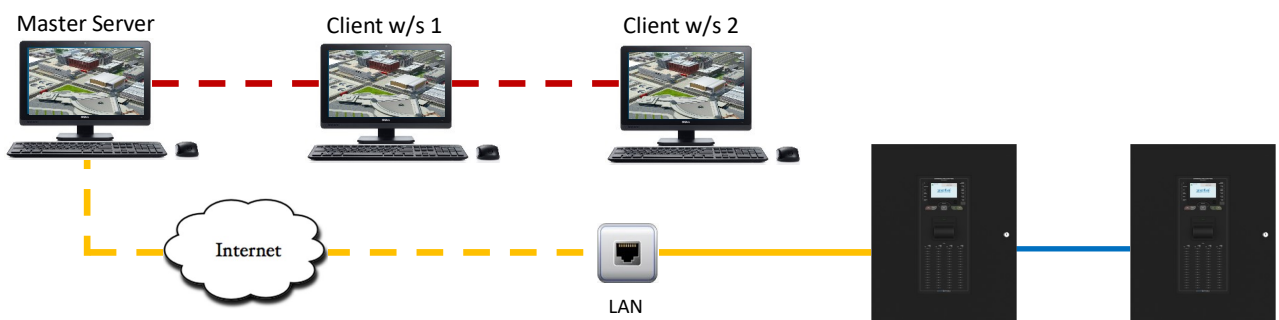 Master Server
Client w/s 1
Client w/s 2
Internet
LAN